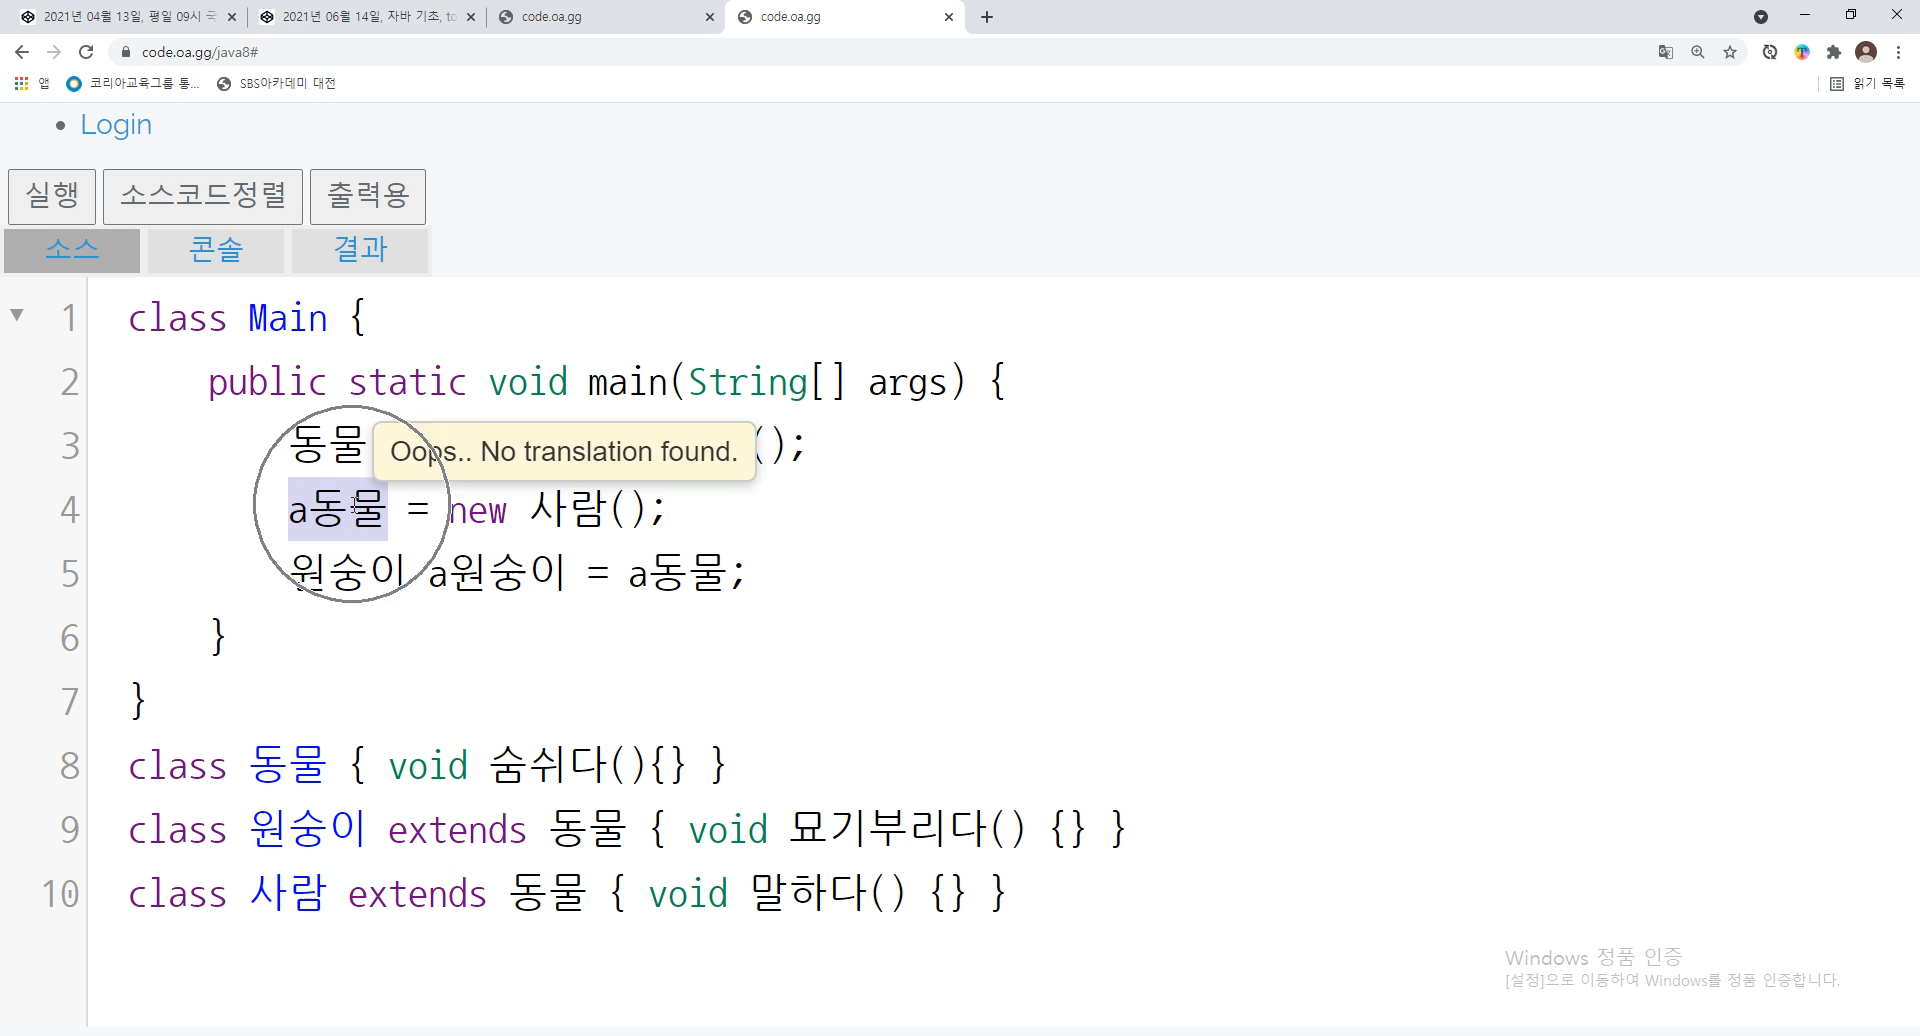 2021년 04월 13일, 평일 09시 국
2021년 06월 14일, 자바 기초, to
code.oa.gg
code.oa.gg
code.oa.gg/java8#
앱
코리아교육그룹 통...
SBS아카데미 대전
읽기 목록
Login
실행 소스코드정렬 출력용
소스 콘솔 결과
1 class Main {
2 public static void main(String[] args) {
3 동물 ();
Oops.. No translation found.
4 a동물 = new 사람();
5 원숭이 a원숭이 = a동물;
6 }
7 }
8 class 동물 { void 숨쉬다(){} }
9 class 원숭이 extends 동물 { void 묘기부리다() {} }
10 class 사람 extends 동물 { void 말하다() {} }
Windows 정품 인증
[설정]으로 이동하여 Windows를 정품 인증합니다.